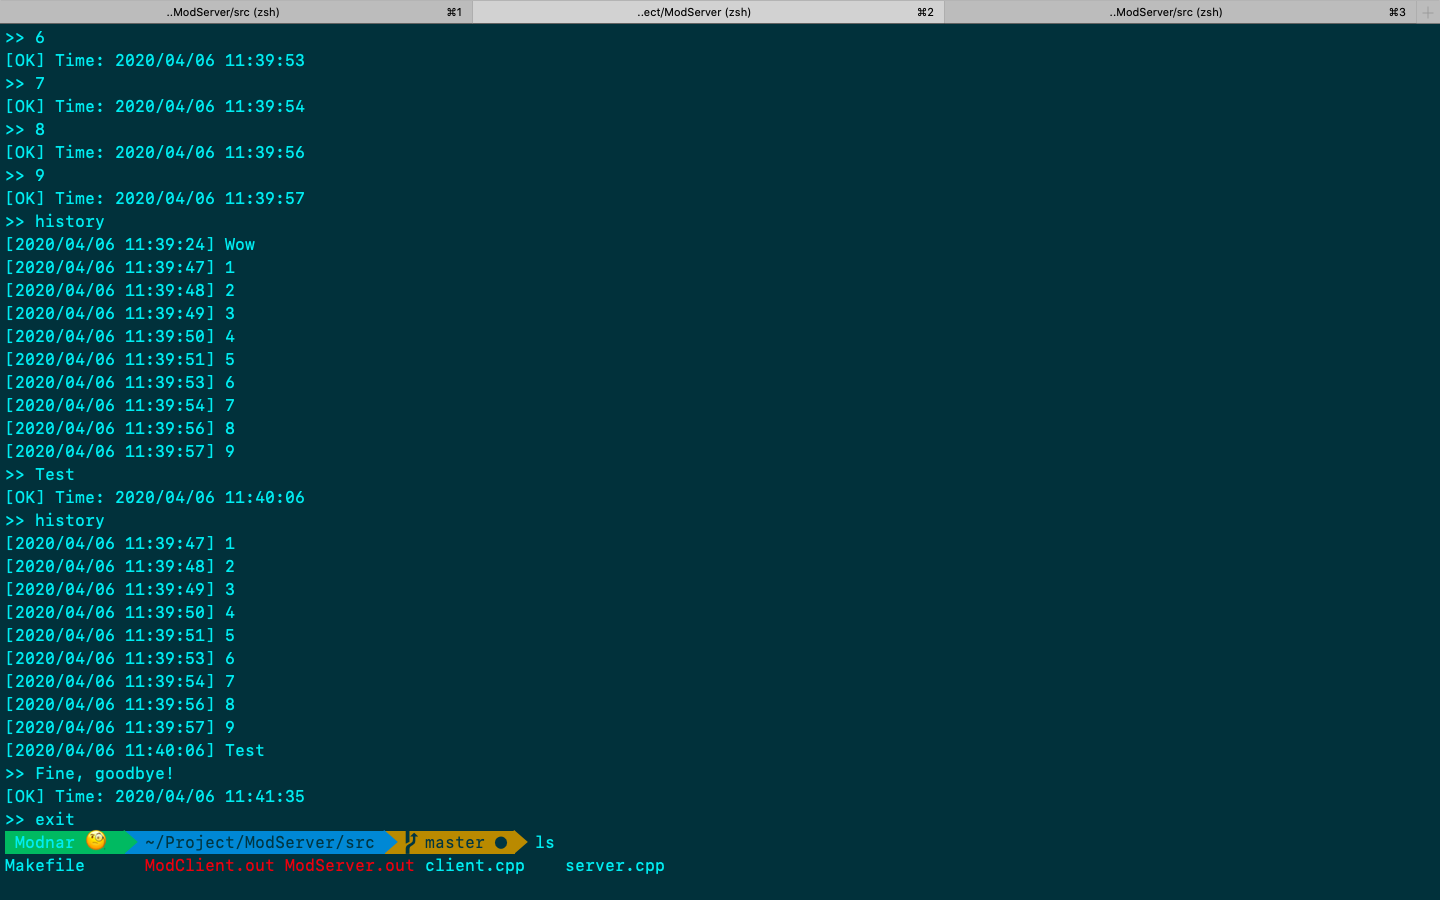 ..ModServer/src (zsh) ⌘1 ..ect/ModServer (zsh) ⌘2 ..ModServer/src (zsh) ⌘3
>> 6
[OK] Time: 2020/04/06 11:39:53
>> 7
[OK] Time: 2020/04/06 11:39:54
>> 8
[OK] Time: 2020/04/06 11:39:56
>> 9
[OK] Time: 2020/04/06 11:39:57
>> history
[2020/04/06 11:39:24] Wow
[2020/04/06 11:39:47] 1
[2020/04/06 11:39:48] 2
[2020/04/06 11:39:49] 3
[2020/04/06 11:39:50] 4
[2020/04/06 11:39:51] 5
[2020/04/06 11:39:53] 6
[2020/04/06 11:39:54] 7
[2020/04/06 11:39:56] 8
[2020/04/06 11:39:57] 9
>> Test
[OK] Time: 2020/04/06 11:40:06
>> history
[2020/04/06 11:39:47] 1
[2020/04/06 11:39:48] 2
[2020/04/06 11:39:49] 3
[2020/04/06 11:39:50] 4
[2020/04/06 11:39:51] 5
[2020/04/06 11:39:53] 6
[2020/04/06 11:39:54] 7
[2020/04/06 11:39:56] 8
[2020/04/06 11:39:57] 9
[2020/04/06 11:40:06] Test
>> Fine, goodbye!
[OK] Time: 2020/04/06 11:41:35
>> exit
Modnar 🧐 ~/Project/ModServer/src master ● ls
Makefile ModClient.out ModServer.out client.cpp server.cpp